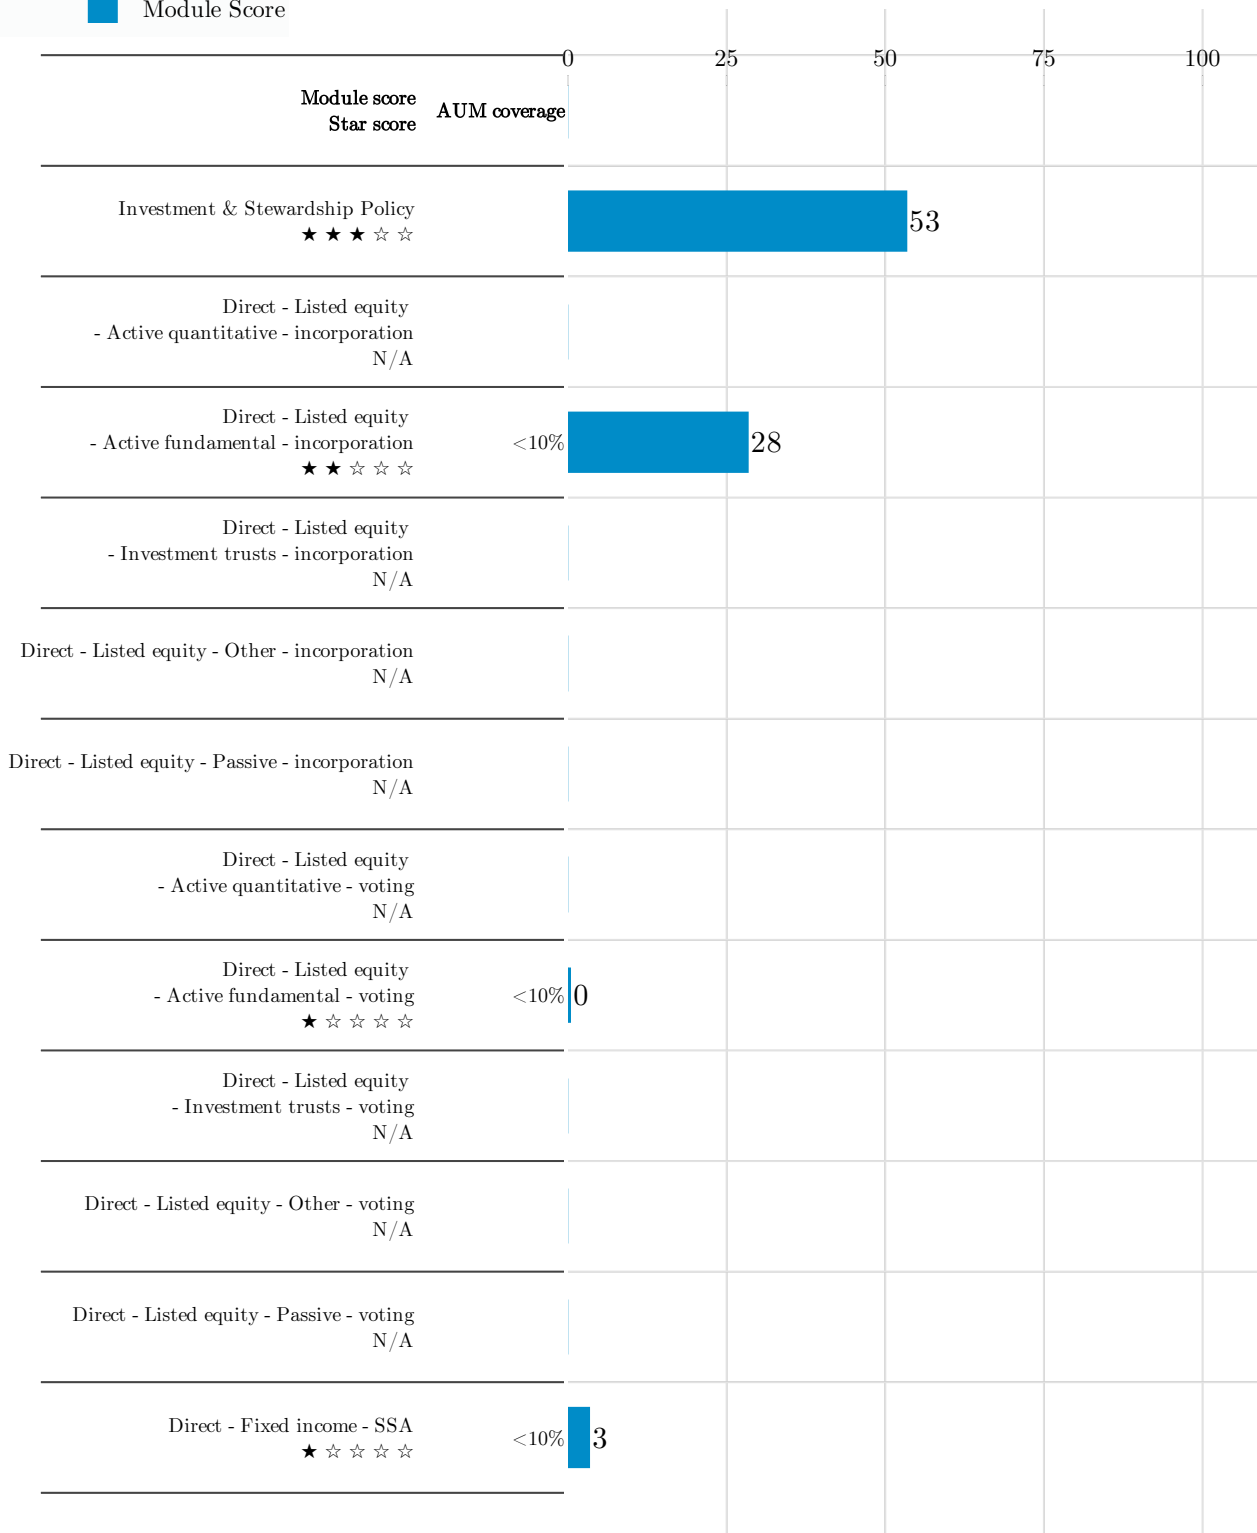 Module Score
0 25 50 75 100
Module score
Star score
AUM coverage
Investment & Stewardship Policy
★ ★ ★ ☆ ☆
53
Direct - Listed equity
- Active quantitative - incorporation
N/A
Direct - Listed equity
- Active fundamental - incorporation
★ ★ ☆ ☆ ☆
<10%
28
Direct - Listed equity
- Investment trusts - incorporation
N/A
Direct - Listed equity - Other - incorporation
N/A
Direct - Listed equity - Passive - incorporation
N/A
Direct - Listed equity
- Active quantitative - voting
N/A
Direct - Listed equity
- Active fundamental - voting
★ ☆ ☆ ☆ ☆
<10%
0
Direct - Listed equity
- Investment trusts - voting
N/A
Direct - Listed equity - Other - voting
N/A
Direct - Listed equity - Passive - voting
N/A
Direct - Fixed income - SSA
★ ☆ ☆ ☆ ☆
<10%
3